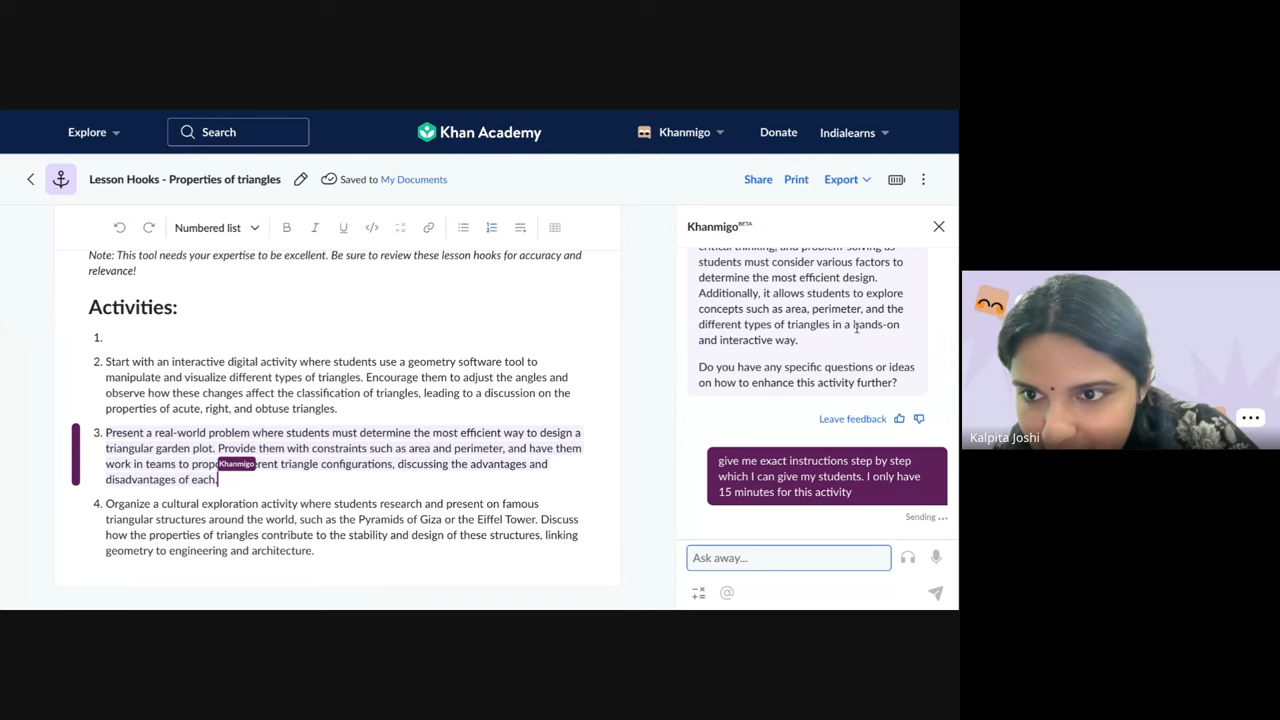 Explore
Search
Khan Academy
Khanmigo
Donate
Indialearns
Lesson Hooks - Properties of triangles
Saved to My Documents
Share
Print
Export
Numbered list
B
I
U
</>
Note: This tool needs your expertise to be excellent. Be sure to review these lesson hooks for accuracy and
relevance!
Activities:
1.
2. Start with an interactive digital activity where students use a geometry software tool to
manipulate and visualize different types of triangles. Encourage them to adjust the angles and
observe how these changes affect the classification of triangles, leading to a discussion on the
properties of acute, right, and obtuse triangles.
3. Present a real-world problem where students must determine the most efficient way to design a
triangular garden plot. Provide them with constraints such as area and perimeter, and have them
work in teams to prop Khanmigo erent triangle configurations, discussing the advantages and
disadvantages of each.
4. Organize a cultural exploration activity where students research and present on famous
triangular structures around the world, such as the Pyramids of Giza or the Eiffel Tower. Discuss
how the properties of triangles contribute to the stability and design of these structures, linking
geometry to engineering and architecture.
Khanmigo BETA
critical thinking, and problem-solving as
students must consider various factors to
determine the most efficient design.
Additionally, it allows students to explore
concepts such as area, perimeter, and the
different types of triangles in a hands-on
and interactive way.
Do you have any specific questions or ideas
on how to enhance this activity further?
Leave feedback
give me exact instructions step by step
which I can give my students. I only have
15 minutes for this activity
Sending
Ask away...
@
Kalpita Joshi